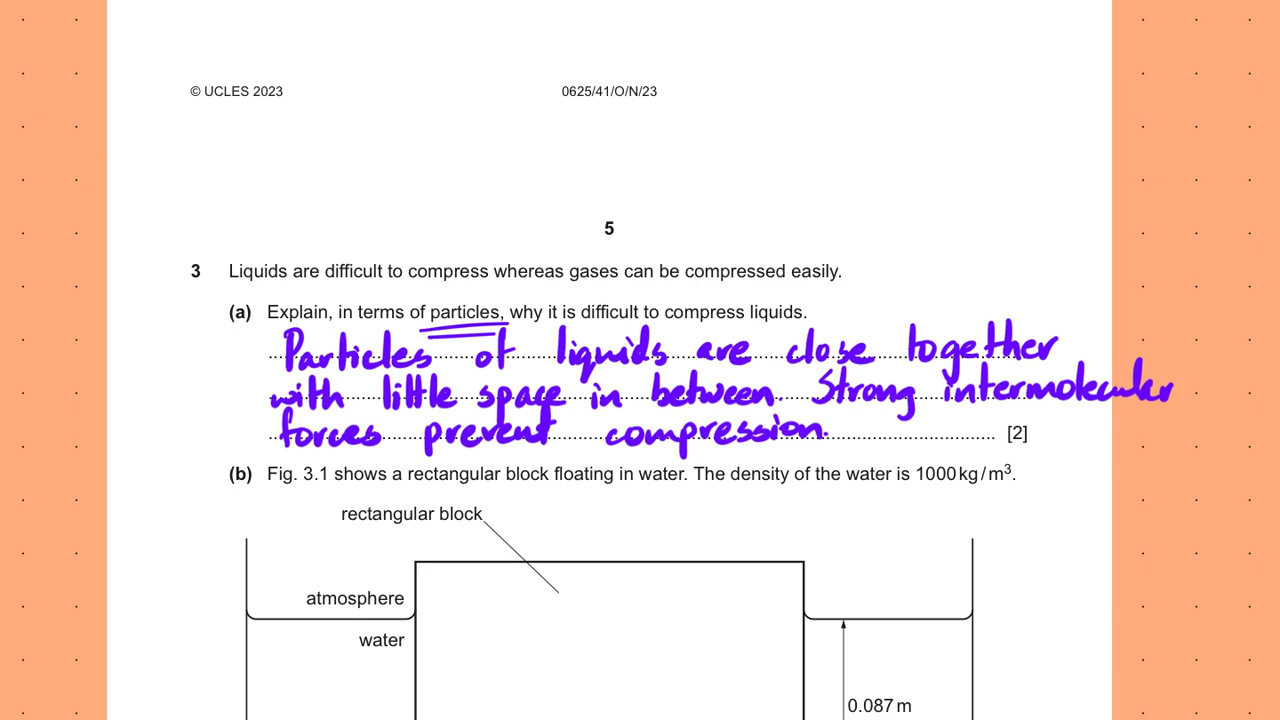 © UCLES 2023 0625/41/O/N/23
5
3 Liquids are difficult to compress whereas gases can be compressed easily.
(a) Explain, in terms of particles, why it is difficult to compress liquids.
Particles of liquids are close together
with little space in between. Strong intermolecular
forces prevent compression.
[2]
(b) Fig. 3.1 shows a rectangular block floating in water. The density of the water is 1000 kg / m³.
rectangular block
atmosphere
water
0.087 m